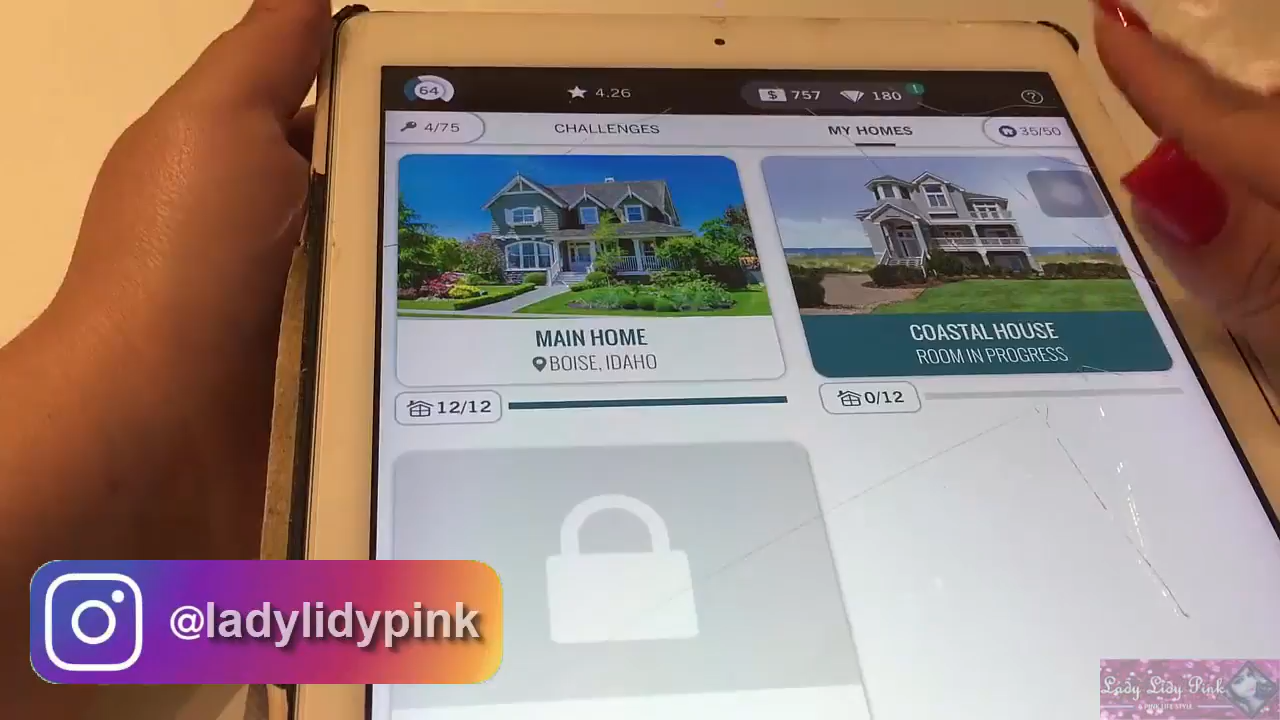 64
4.26
$ 757
180
!
?
4/75
CHALLENGES
MY HOMES
35/50
MAIN HOME
BOISE, IDAHO
COASTAL HOUSE
ROOM IN PROGRESS
12/12
0/12
@ladylidypink
Lady Lidy Pink